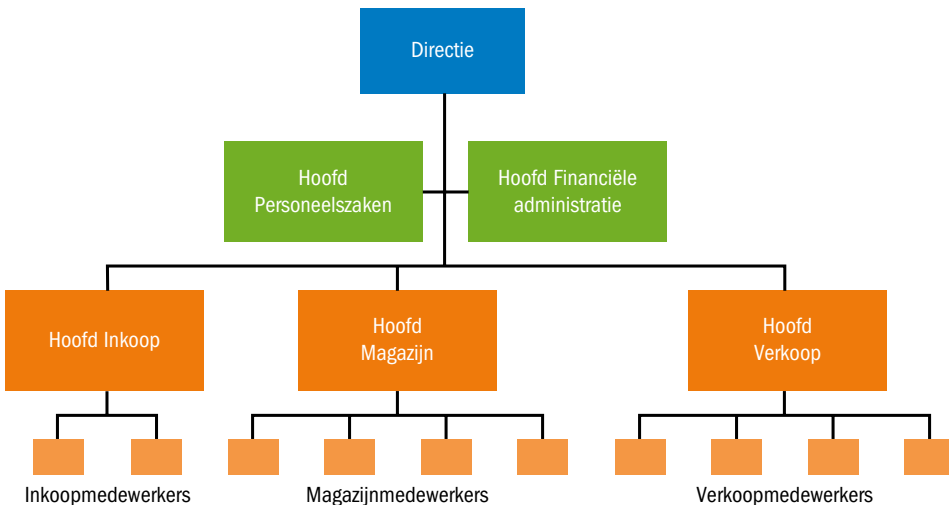 Directie
Hoofd
Personeelszaken
Hoofd Financiële
administratie
Hoofd Inkoop
Hoofd
Magazijn
Hoofd
Verkoop
Inkoopmedewerkers
Magazijnmedewerkers
Verkoopmedewerkers